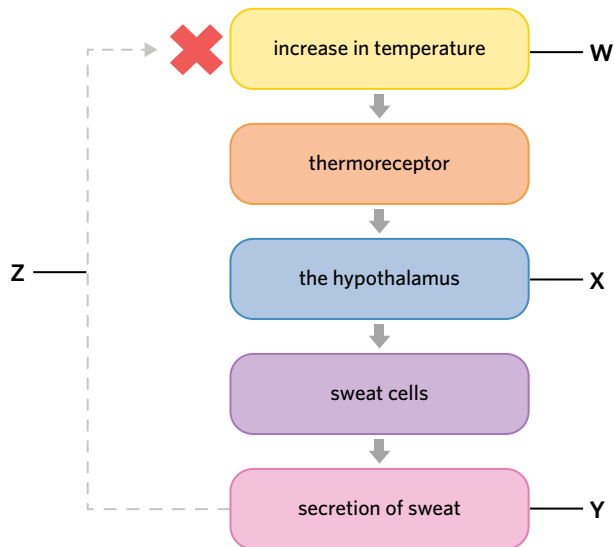 increase in temperature
W
thermoreceptor
Z
the hypothalamus
X
sweat cells
secretion of sweat
Y